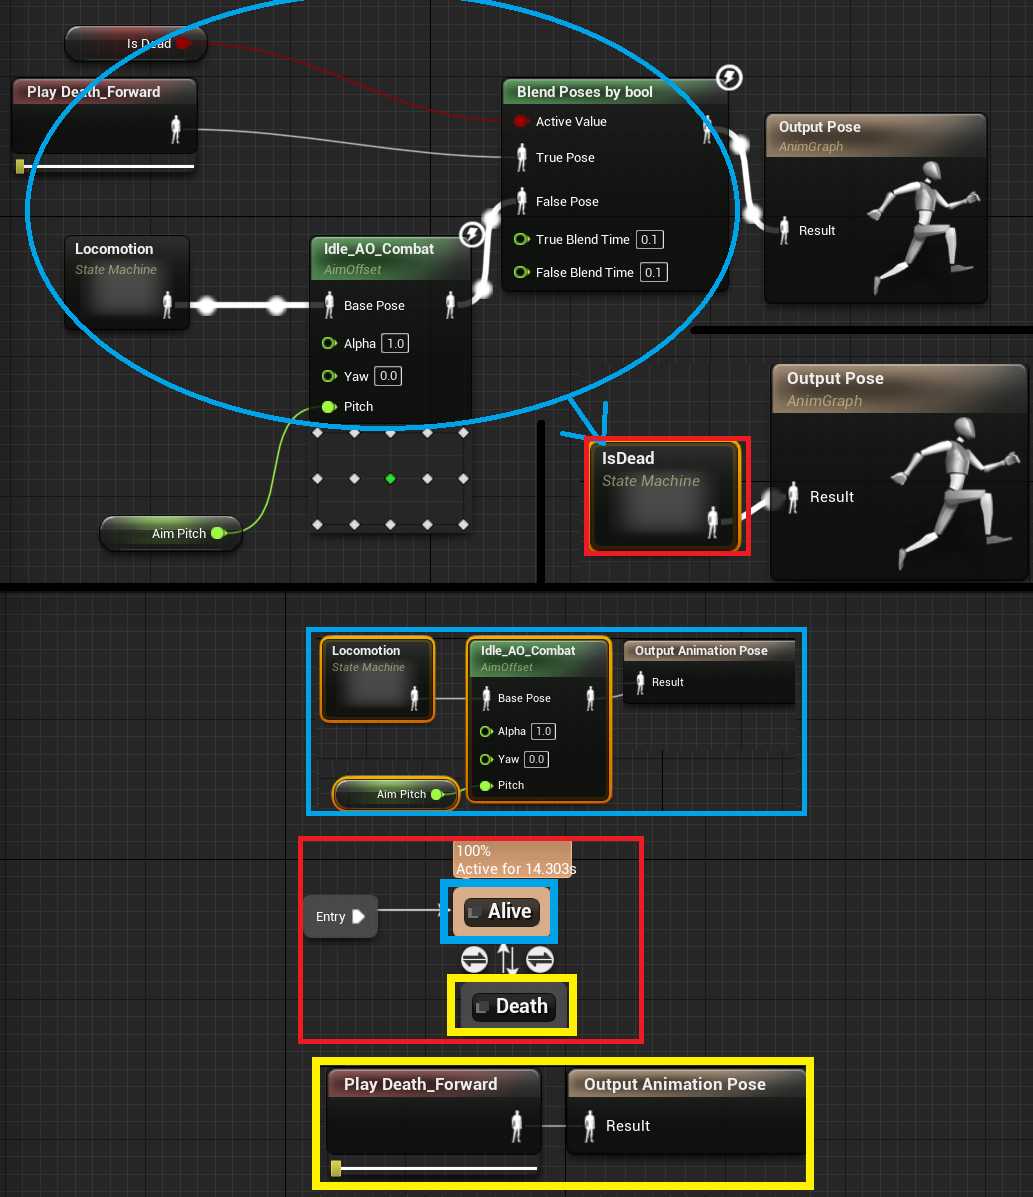 Is Dead
Play Death_Forward
Blend Poses by bool
Active Value
True Pose
False Pose
True Blend Time 0.1
False Blend Time 0.1
Output Pose
AnimGraph
Result
Locomotion
State Machine
Idle_AO_Combat
AimOffset
Base Pose
Alpha 1.0
Yaw 0.0
Pitch
Aim Pitch
Output Pose
AnimGraph
Result
IsDead
State Machine
Locomotion
State Machine
Idle_AO_Combat
AimOffset
Base Pose
Alpha 1.0
Yaw 0.0
Pitch
Aim Pitch
Output Animation Pose
Result
100%
Active for 14.303s
Entry
Alive
Death
Play Death_Forward
Output Animation Pose
Result